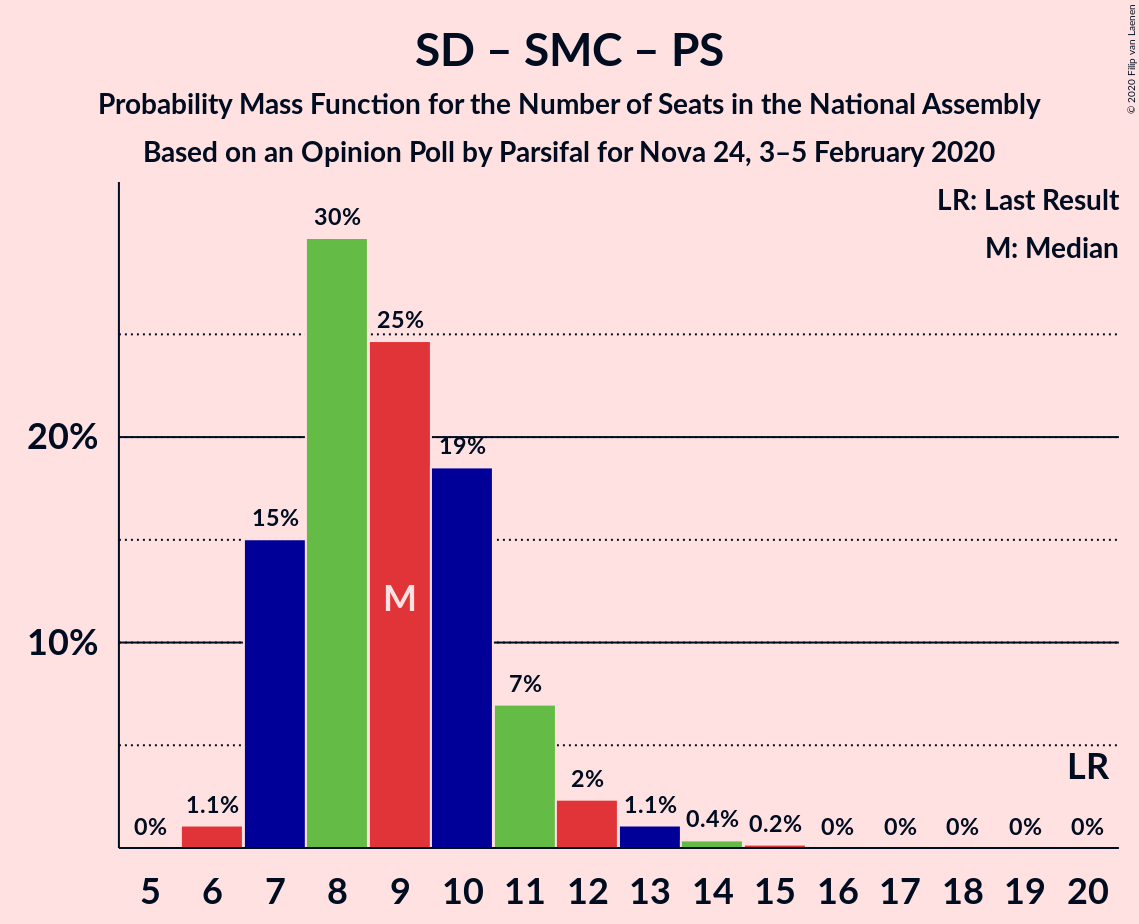 SD – SMC – PS
Probability Mass Function for the Number of Seats in the National Assembly
Based on an Opinion Poll by Parsifal for Nova 24, 3–5 February 2020
© 2020 Filip van Laenen
LR: Last Result
M: Median
30%
25%
20%
19%
15%
M
10%
7%
LR
2%
1.1%
1.1%
0.4%
0.2%
0%
0%
0%
0%
0%
0%
5 6 7 8 9 10 11 12 13 14 15 16 17 18 19 20